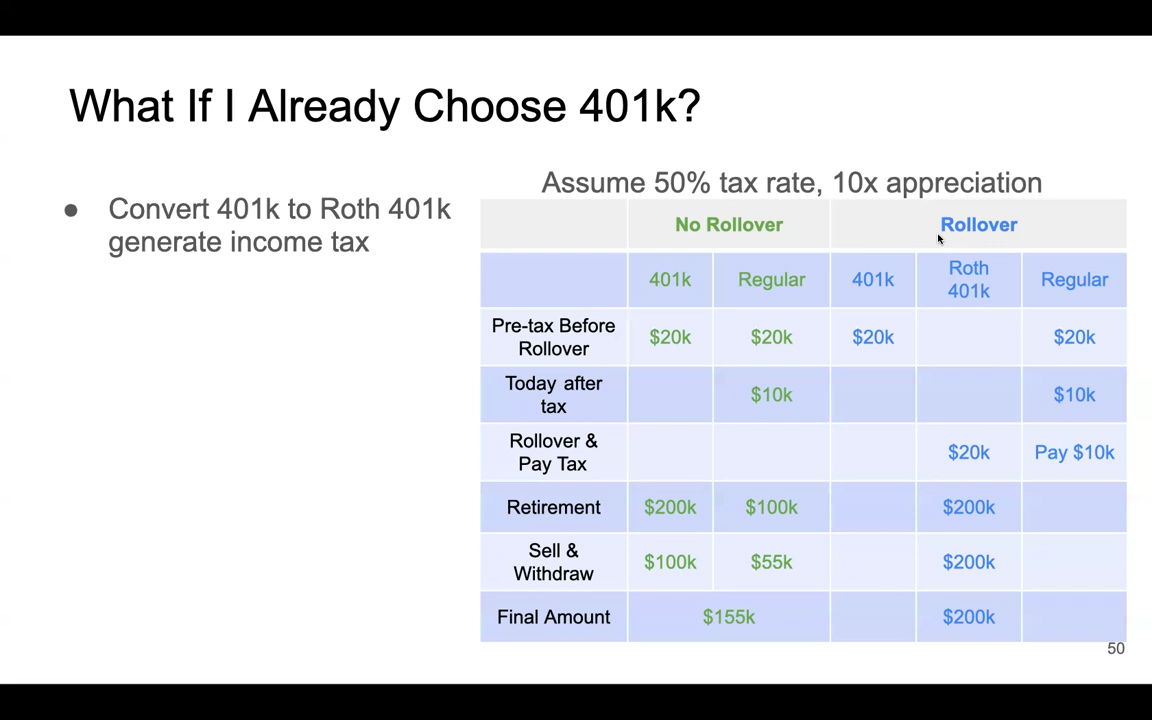 What If I Already Choose 401k?
● Convert 401k to Roth 401k
generate income tax
Assume 50% tax rate, 10x appreciation
No Rollover Rollover
401k Regular 401k Roth 401k Regular
Pre-tax Before Rollover $20k $20k $20k $20k
Today after tax $10k $10k
Rollover & Pay Tax $20k Pay $10k
Retirement $200k $100k $200k
Sell & Withdraw $100k $55k $200k
Final Amount $155k $200k
50